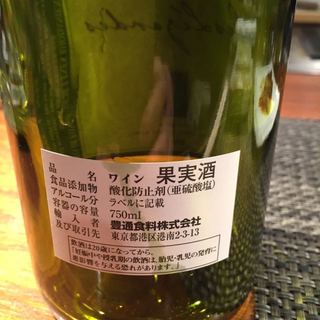 品名 ワイン 果実酒
食品添加物 酸化防止剤(亜硫酸塩)
アルコール分 ラベルに記載
容器の容量 750ml
輸入者 豊通食料株式会社
及び取引先 東京都港区港南2-3-13
飲酒は20歳になってから。
「妊娠中や授乳期の飲酒は、胎児・乳児の発育に
悪影響を与える恐れがあります。」